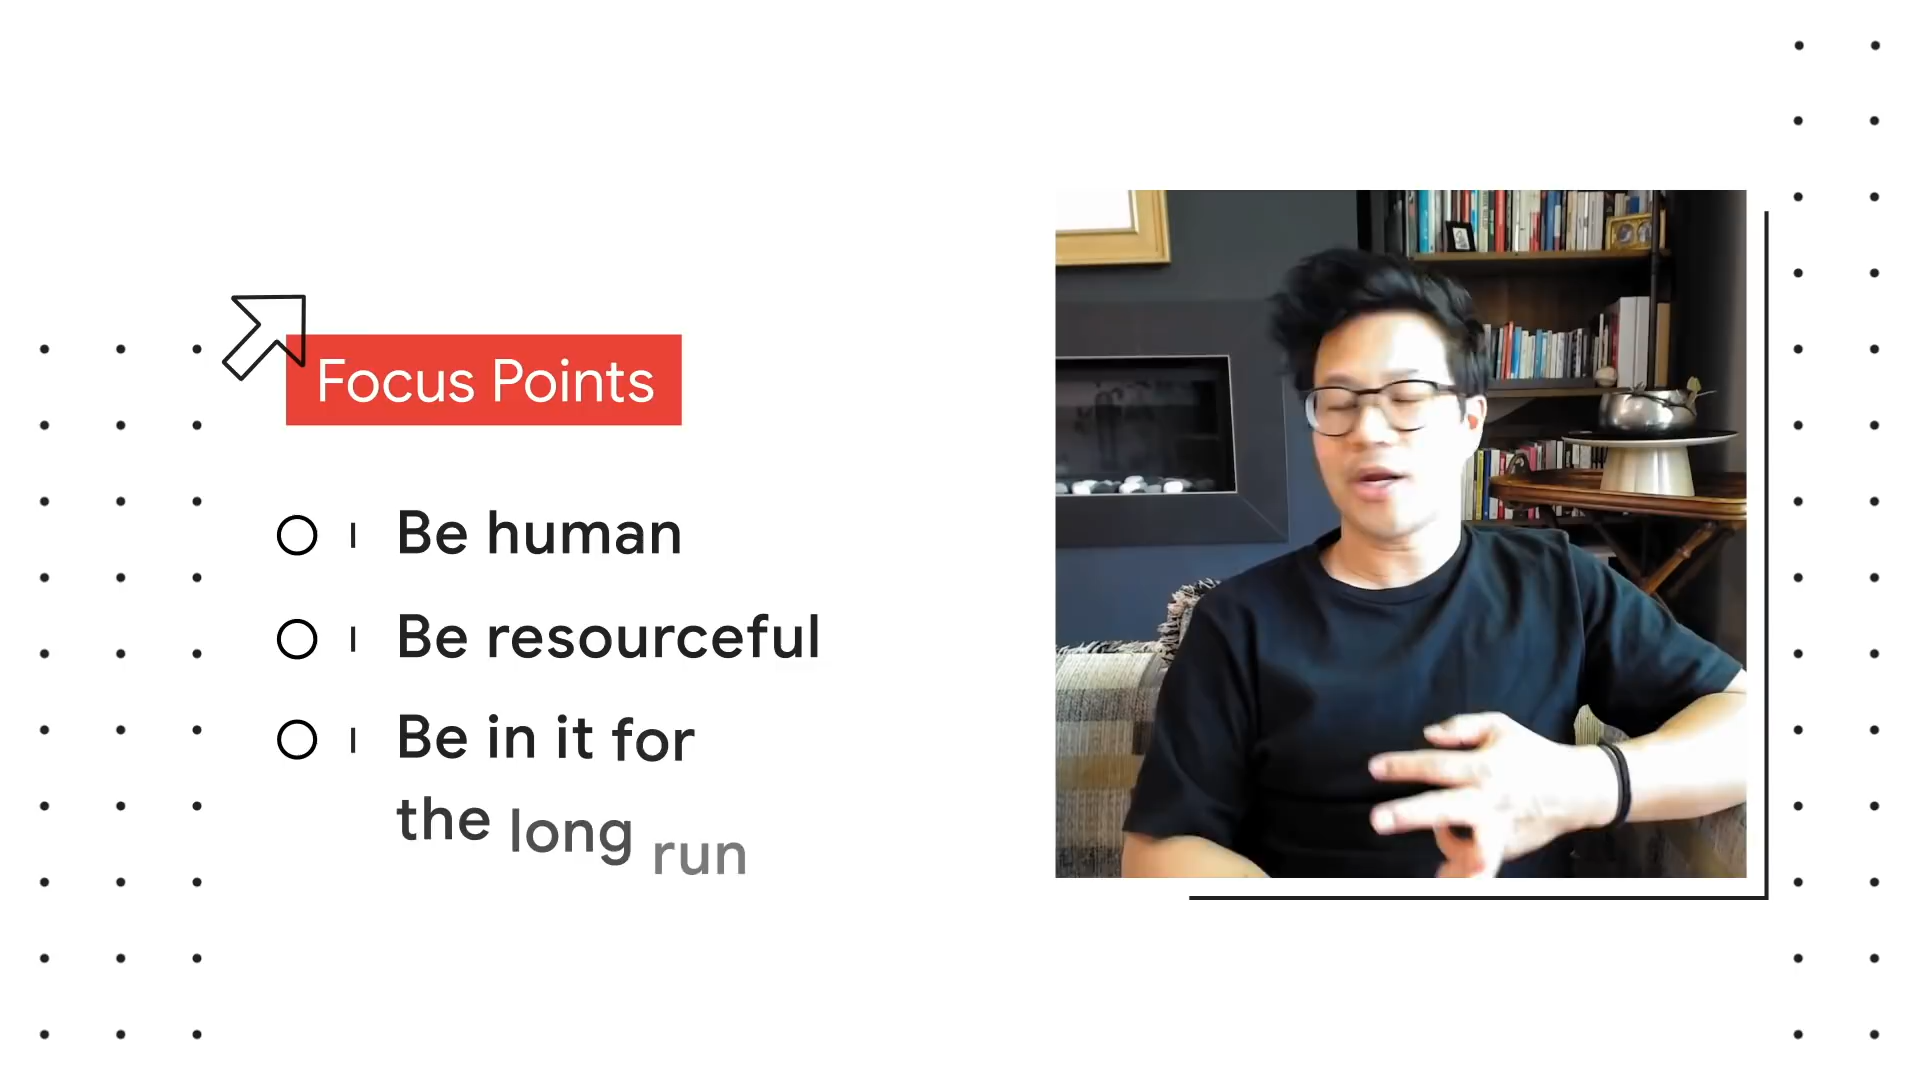 Focus Points
Be human
Be resourceful
Be in it for
the long run